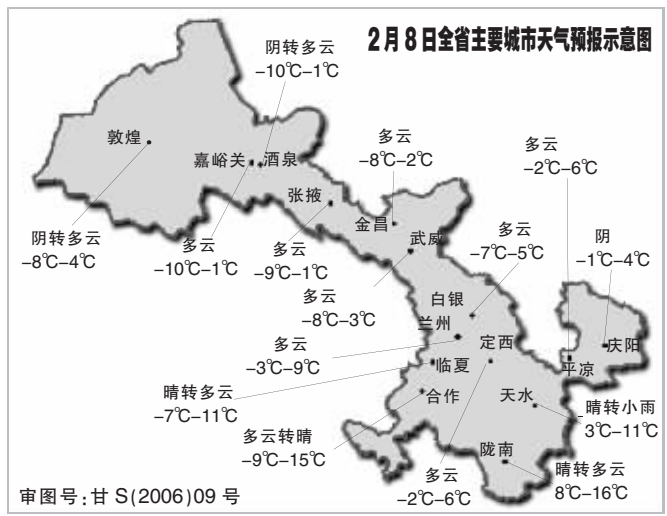 2月8日全省主要城市天气预报示意图
阴转多云
-10℃-1℃
敦煌
嘉峪关
酒泉
多云
-8℃-2℃
多云
-2℃-6℃
张掖
金昌
武威
阴转多云
-8℃-4℃
多云
-10℃-1℃
多云
-9℃-1℃
多云
-7℃-5℃
阴
-1℃-4℃
多云
-8℃-3℃
白银
兰州
定西
庆阳
平凉
多云
-3℃-9℃
临夏
晴转多云
-7℃-11℃
合作
天水
晴转小雨
3℃-11℃
多云转晴
-9℃-15℃
陇南
多云
-2℃-6℃
晴转多云
8℃-16℃
审图号:甘S(2006)09号